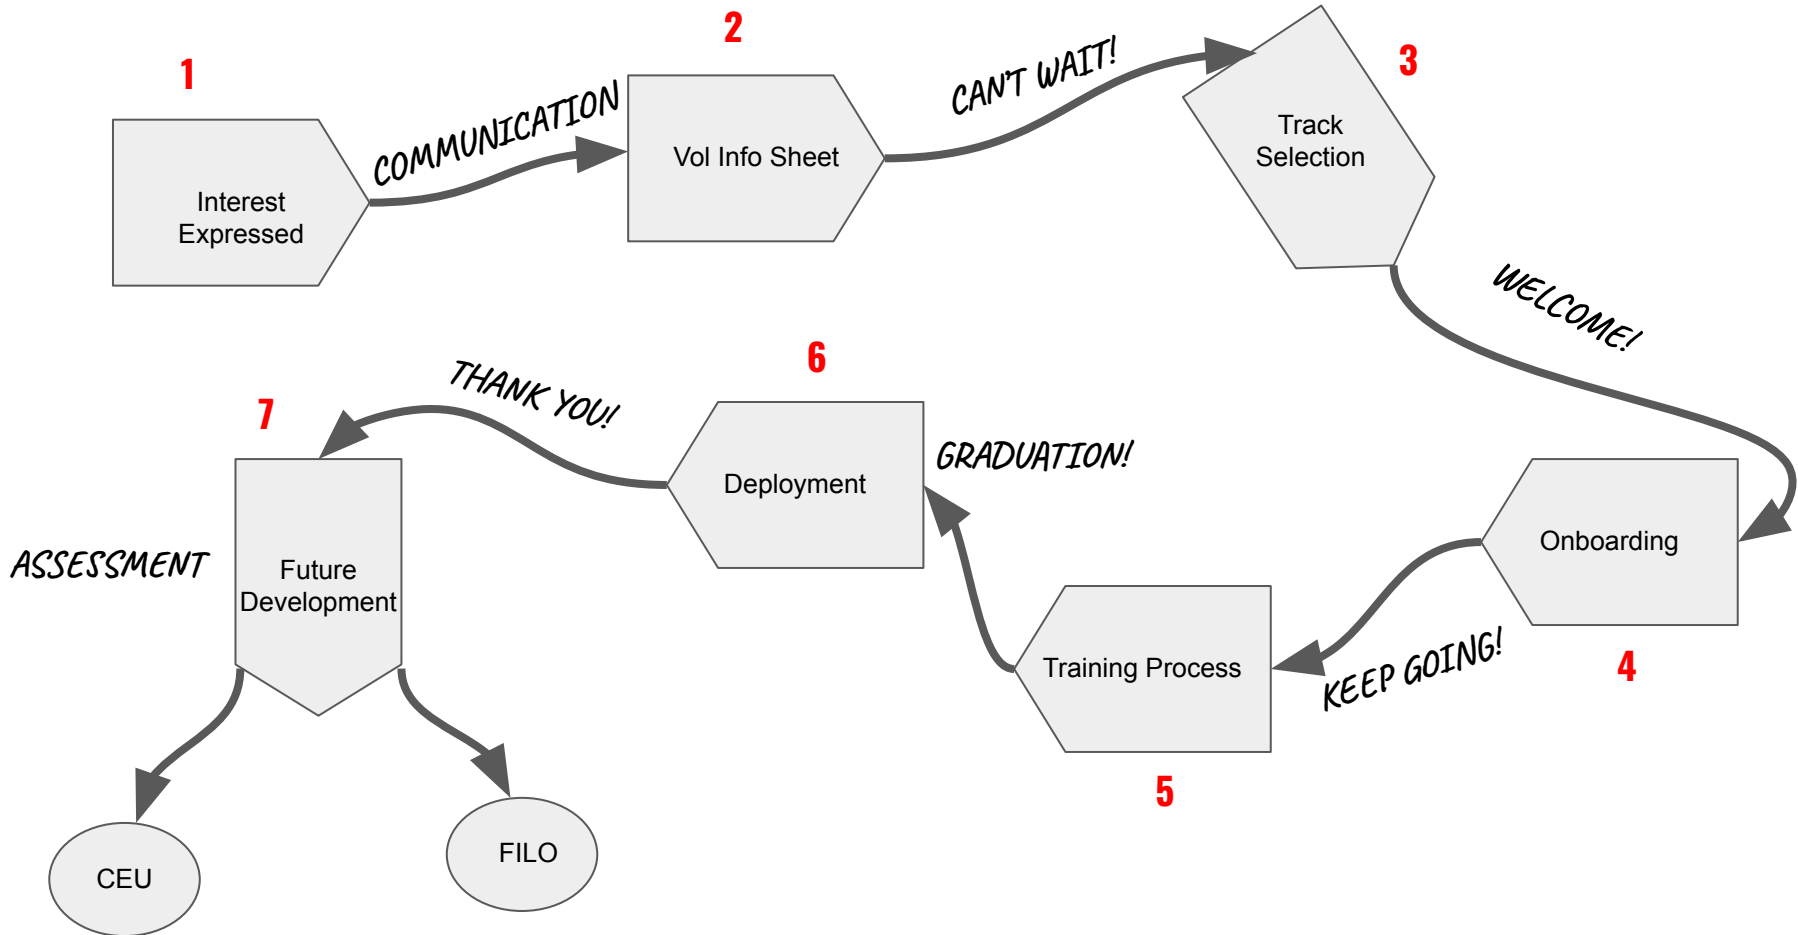 1
Interest
Expressed
COMMUNICATION
2
Vol Info Sheet
CAN'T WAIT!
3
Track
Selection
WELCOME!
4
Onboarding
KEEP GOING!
5
Training Process
GRADUATION!
6
Deployment
THANK YOU!
7
Future
Development
ASSESSMENT
CEU
FILO